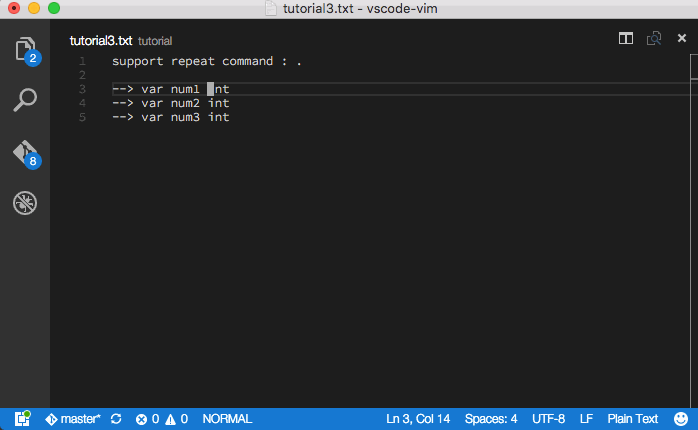 tutorial3.txt - vscode-vim
tutorial3.txt tutorial
2
8
1 support repeat command : .
2
3 --> var num1 int
4 --> var num2 int
5 --> var num3 int
master* 0 0 NORMAL Ln 3, Col 14 Spaces: 4 UTF-8 LF Plain Text